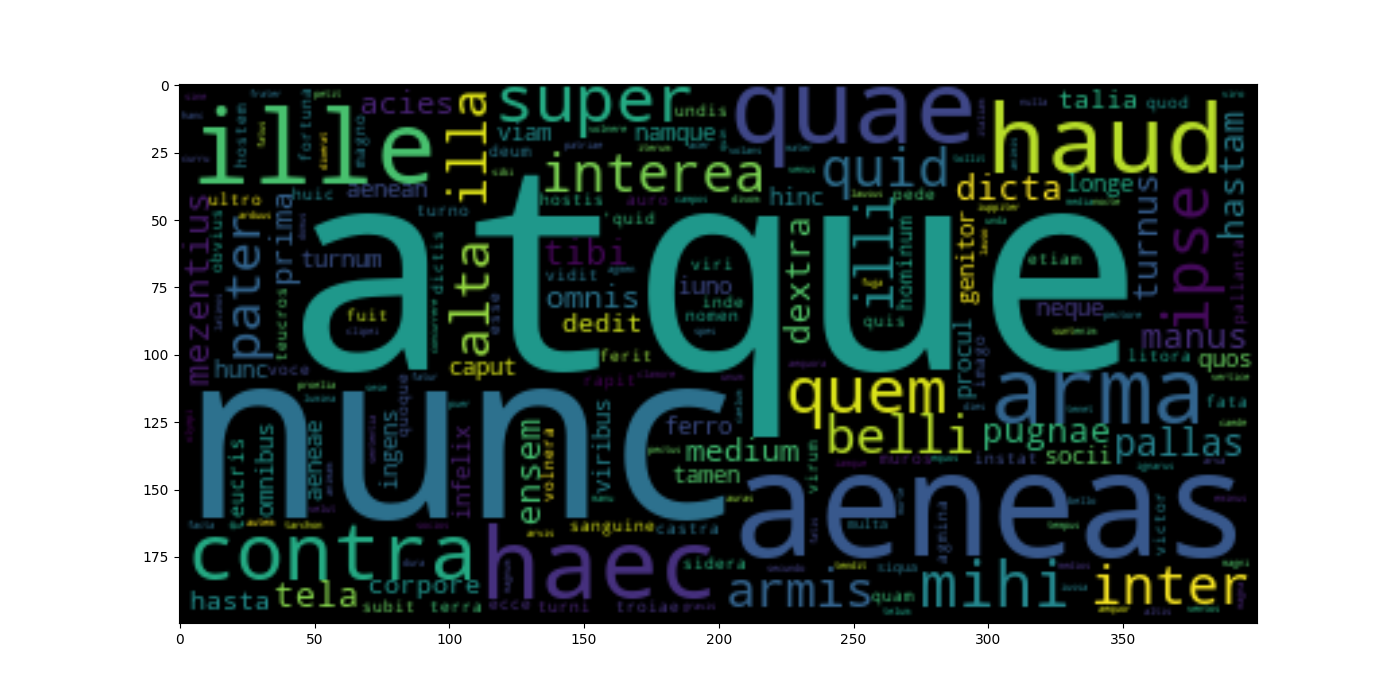 0
25
50
75
100
125
150
175
0
50
100
150
200
250
300
350
ille
acies
illa
super
undis
quae
talia
quod
haud
hostem
fortuna
magno
viam
namque
deum
interea
quid
dicta
longe
hastam
aenean
huic
ultro
hostis
auro
hinc
pede
turno
quid
mezentius
obvius
pater
prima
turnum
atque
tibi
vidit
omnis
viri
iuno
inde
nomen
dextra
illi
hominum
genitor
etiam
turnus
ipse
pallanta
teucros
dictis
alta
esse
fuit
dedit
quis
neque
manus
hunc
voce
caput
ferit
rapit
procul
imago
litora
quos
nunc
quem
arma
fata
quoque
ferro
belli
pugnae
pallas
teucris
omnibus
aeneae
ingens
infelix
ensem
volnera
viribus
medium
tamen
virum
muros
instat
socii
aeneas
sanguine
castra
multa
agmina
victor
contra
haec
sidera
siqua
hasta
tela
corpore
subit
terra
ecce
turni
troiae
armis
quam
mihi
inter